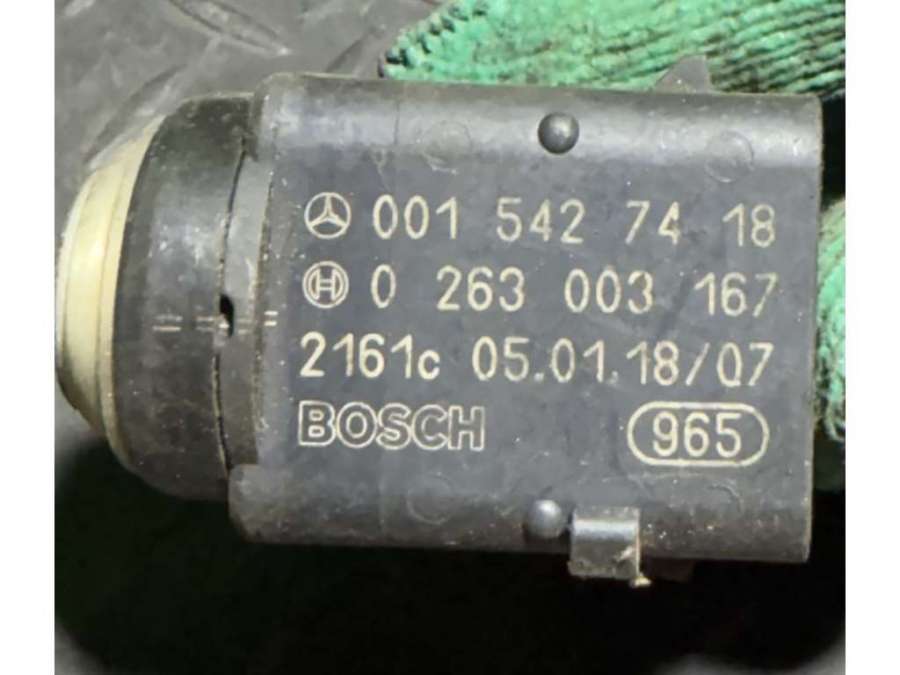 001 542 74 18
0 263 003 167
2161c 05.01.18/07
BOSCH 965